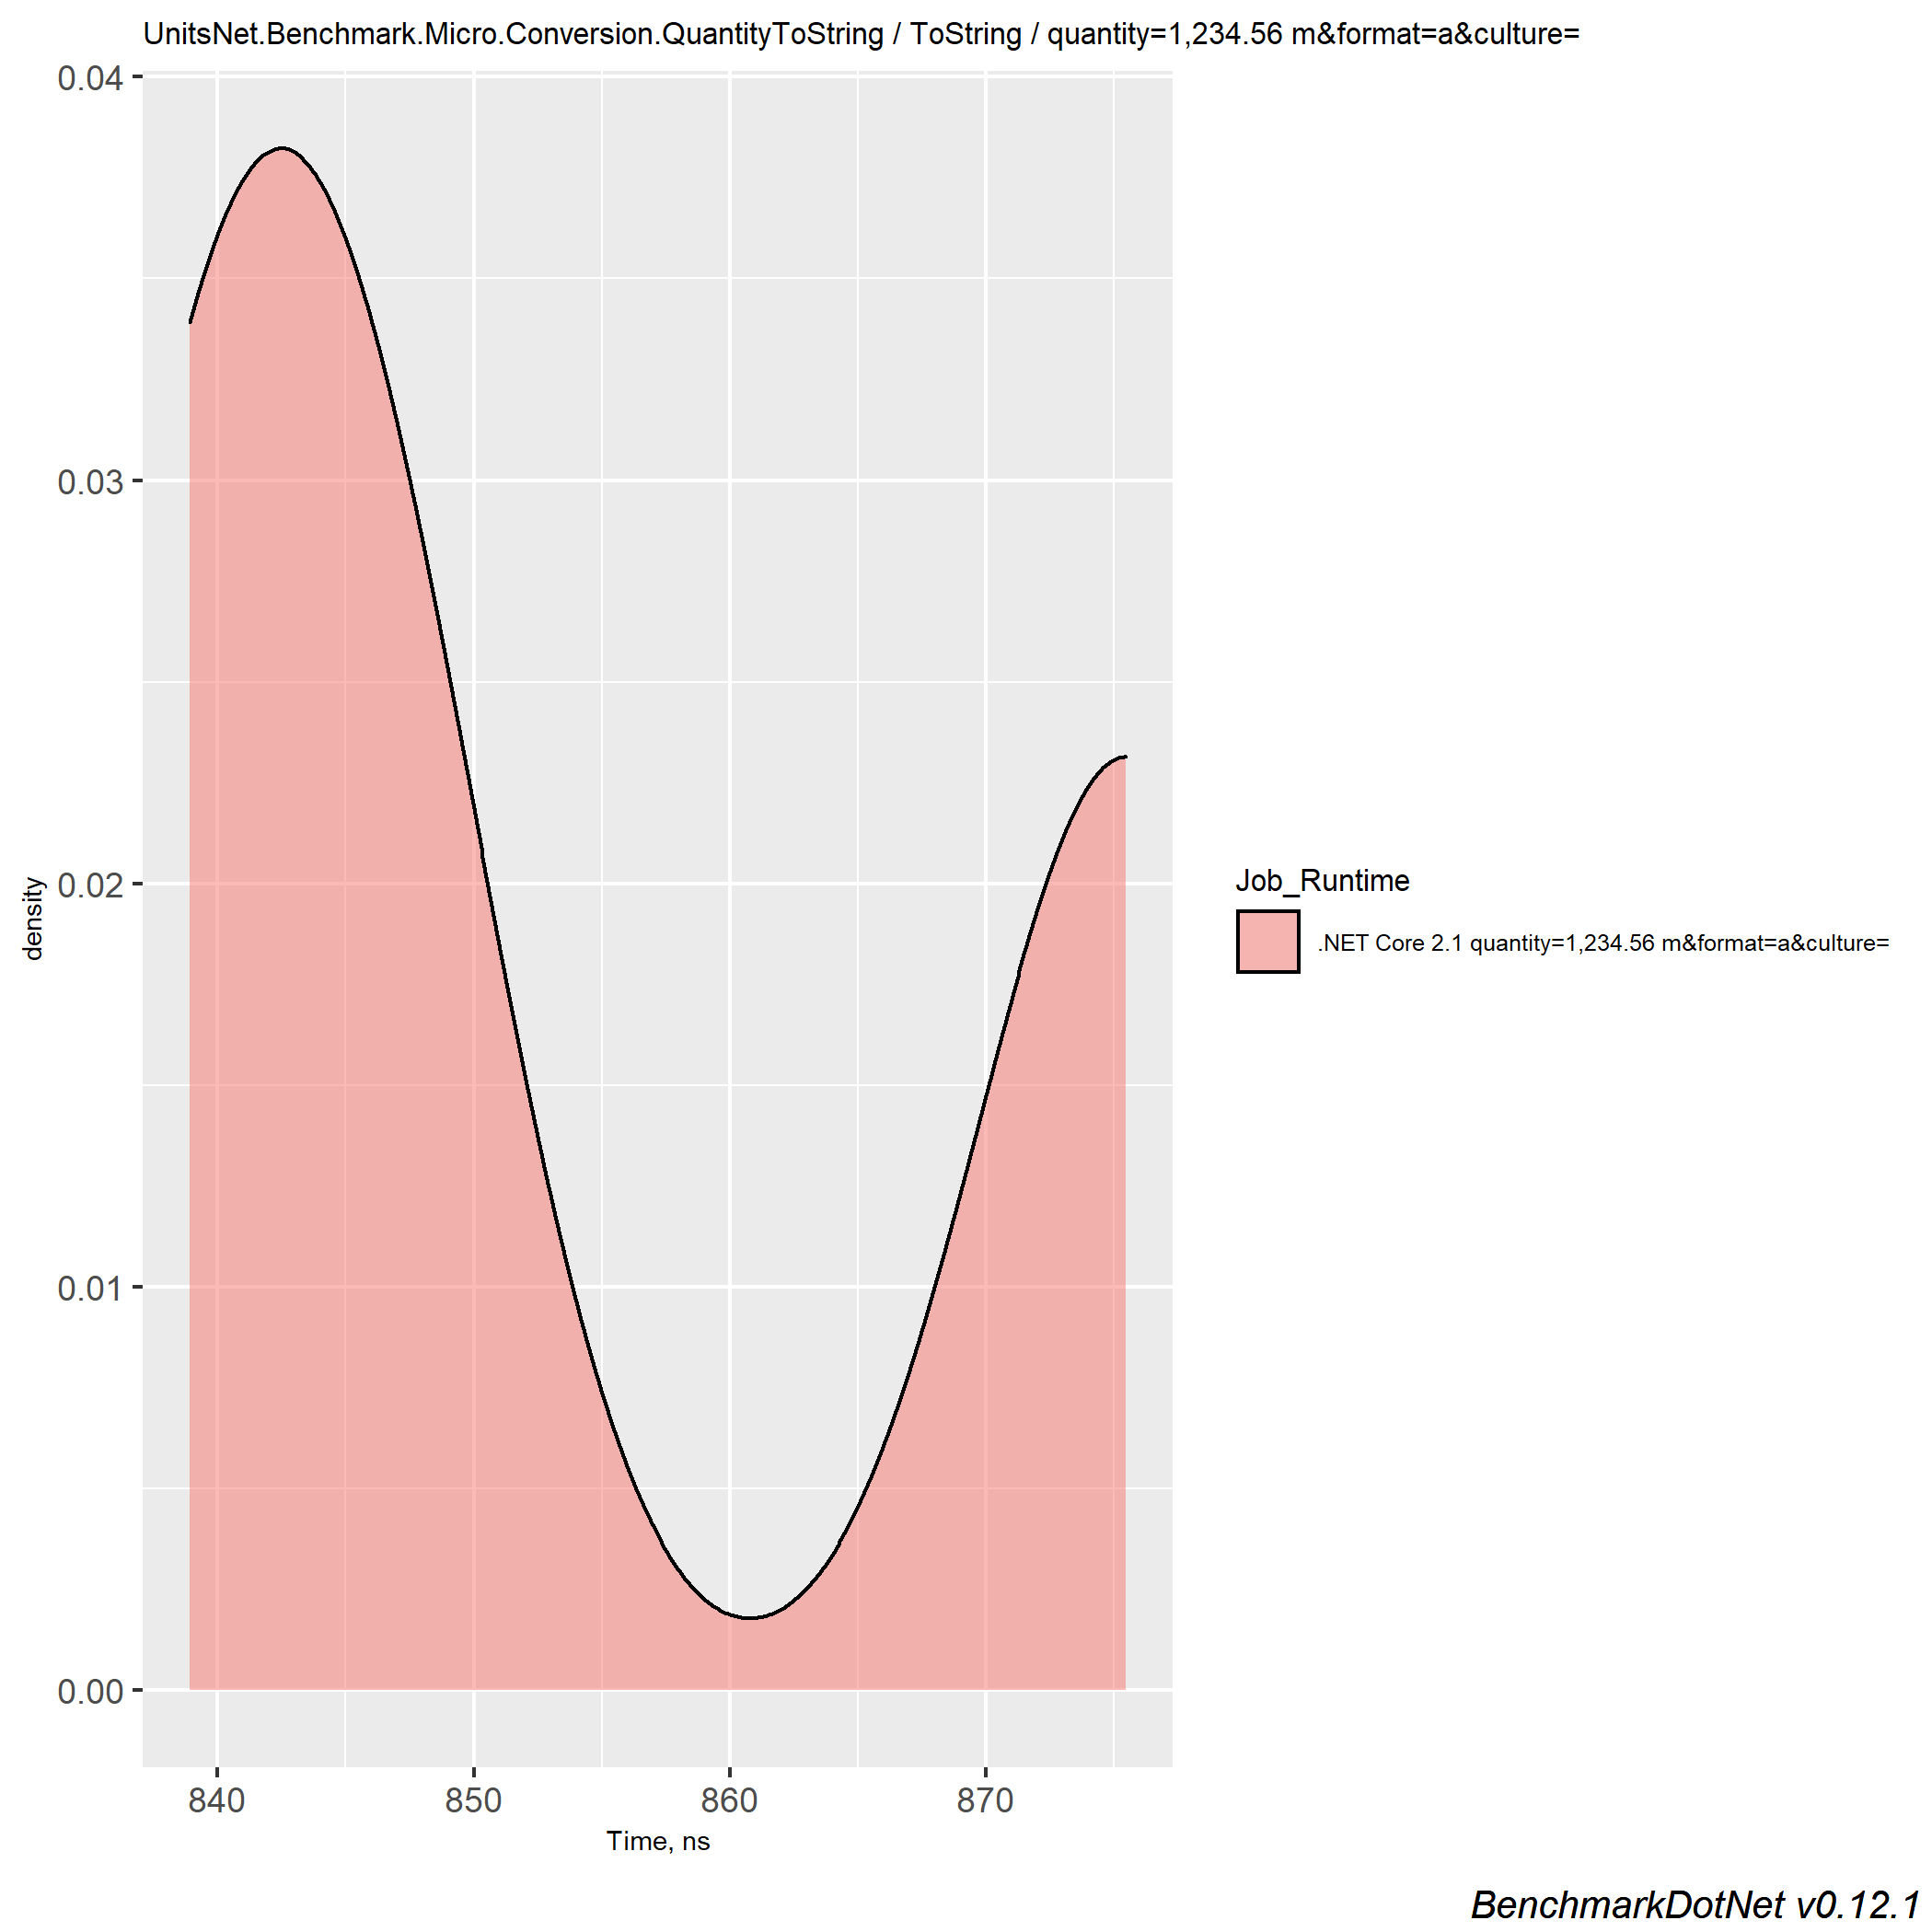 UnitsNet.Benchmark.Micro.Conversion.QuantityToString / ToString / quantity=1,234.56 m&format=a&culture=
0.04
0.03
0.02
0.01
0.00
density
840 850 860 870
Time, ns
Job_Runtime
.NET Core 2.1 quantity=1,234.56 m&format=a&culture=
BenchmarkDotNet v0.12.1